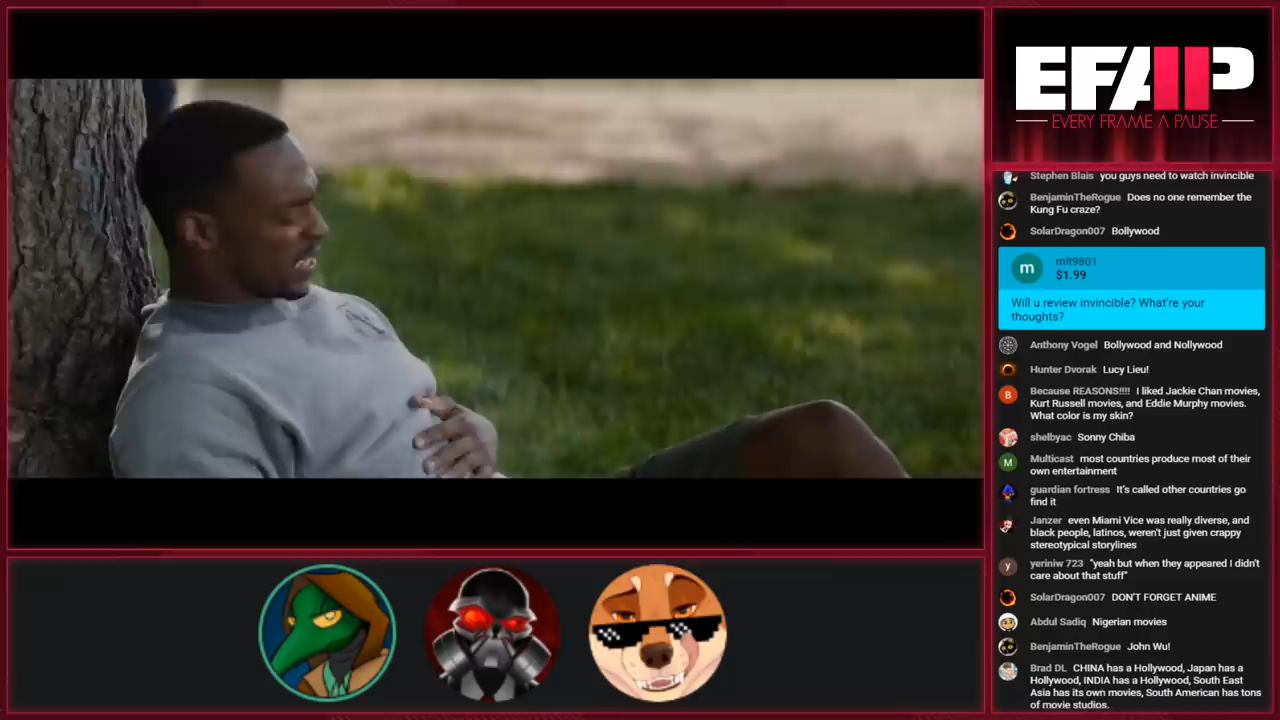 EFAP
EVERY FRAME A PAUSE
Stephen Blais you guys need to watch invincible
BenjaminTheRogue Does no one remember the
Kung Fu craze?
SolarDragon007 Bollywood
m
mlt9801
$1.99
Will u review invincible? What're your
thoughts?
Anthony Vogel Bollywood and Nollywood
Hunter Dvorak Lucy Lieu!
B
Because REASONS!!!! I liked Jackie Chan movies,
Kurt Russell movies, and Eddie Murphy movies.
What color is my skin?
shelbyac Sonny Chiba
M
Multicast most countries produce most of their
own entertainment
guardian fortress It's called other countries go
find it
Janzer even Miami Vice was really diverse, and
black people, latinos, weren't just given crappy
stereotypical storylines
y
yeriniw 723 "yeah but when they appeared I didn't
care about that stuff"
SolarDragon007 DON'T FORGET ANIME
Abdul Sadiq Nigerian movies
BenjaminTheRogue John Wu!
Brad DL CHINA has a Hollywood, Japan has a
Hollywood, INDIA has a Hollywood, South East
Asia has its own movies, South American has tons
of movie studios.